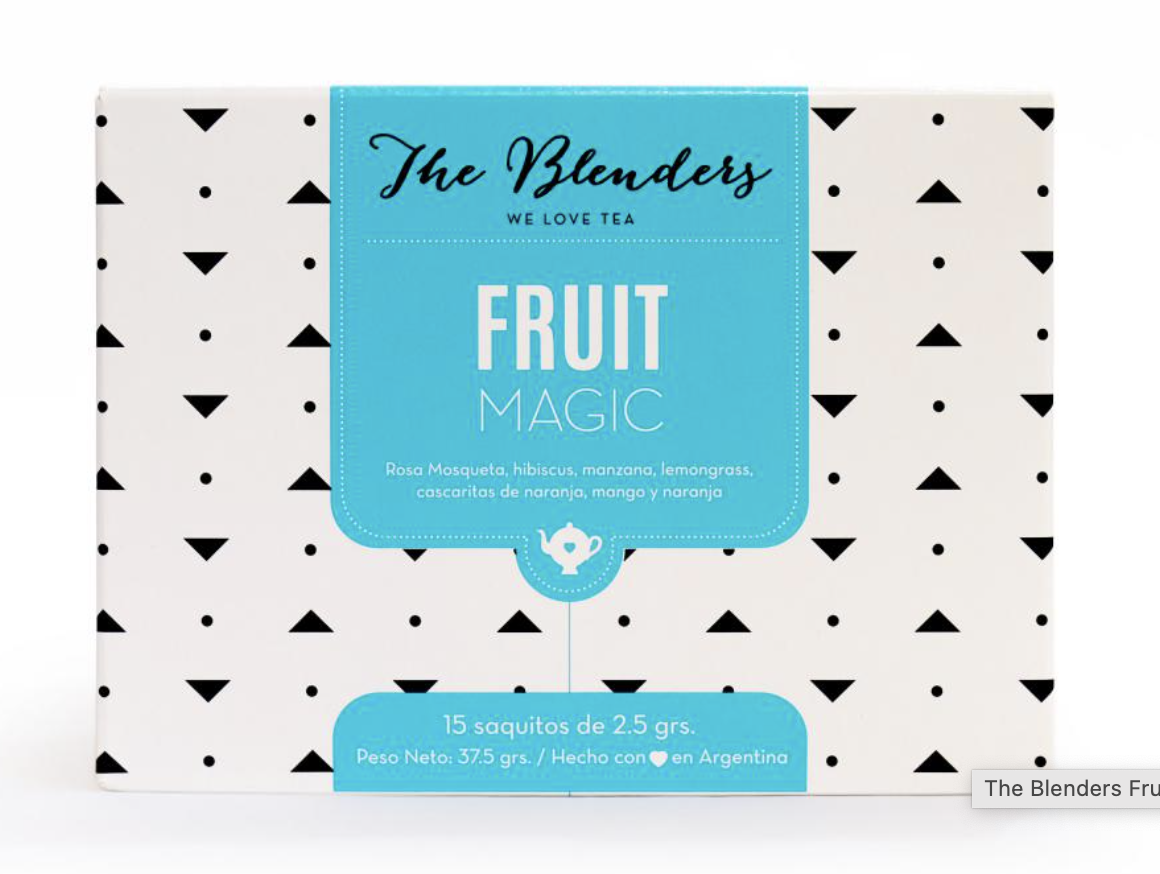 The Blenders
WE LOVE TEA
FRUIT
MAGIC
Rosa Mosqueta, hibiscus, manzana, lemongrass,
cascaritas de naranja, mango y naranja
15 saquitos de 2.5 grs.
Peso Neto: 37.5 grs. / Hecho con en Argentina
The Blenders Fru